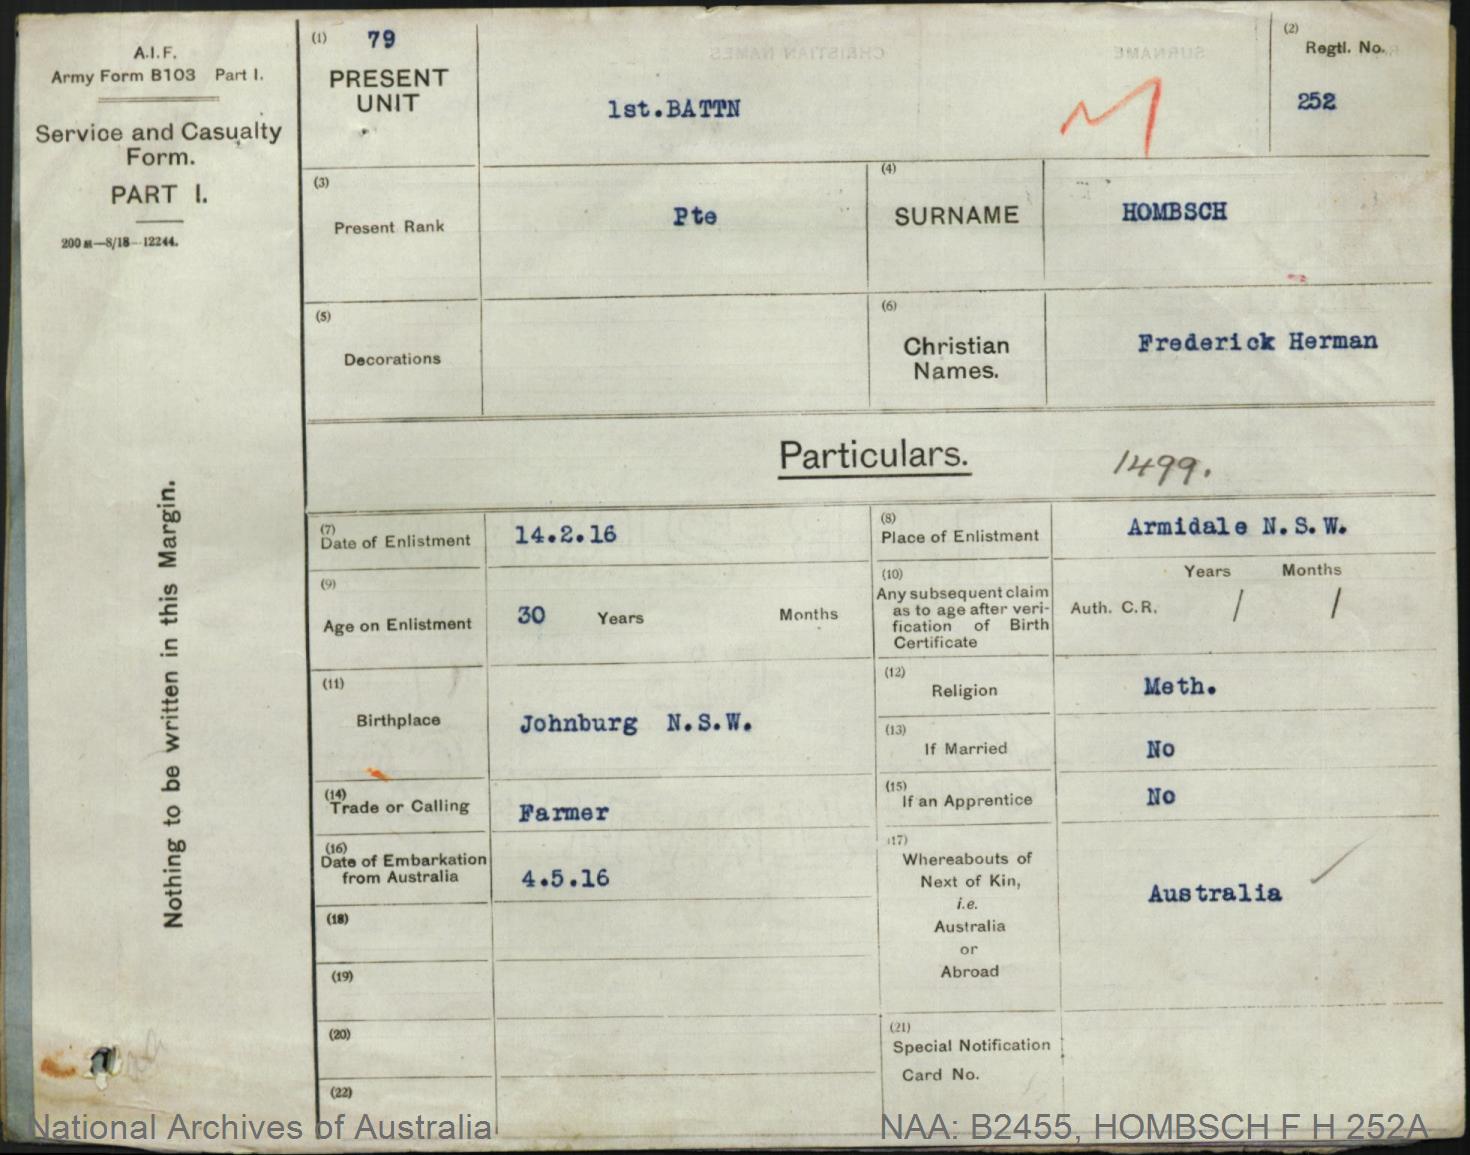 A.I.F.
Army Form B103 Part I.
Service and Casualty
Form.
PART I.
200 M—8/18—12244.
Nothing to be written in this Margin.
(1) 79
PRESENT
UNIT
1st.BATTN
(2)
Regtl. No.
252
(3)
Present Rank
Pte
(4)
SURNAME
HOMBSCH
(5)
Decorations
(6)
Christian
Names.
Frederick Herman
Particulars.
1499.
(7)
Date of Enlistment
14.2.16
(8)
Place of Enlistment
Armidale N.S.W.
(9)
Age on Enlistment
30 Years Months
(10)
Any subsequent claim
as to age after veri-
fication of Birth
Certificate
Years Months
Auth. C.R. / /
(11)
Birthplace
Johnburg N.S.W.
(12)
Religion
Meth.
(13)
If Married
No
(14)
Trade or Calling
Farmer
(15)
If an Apprentice
No
(16)
Date of Embarkation
from Australia
4.5.16
(17)
Whereabouts of
Next of Kin,
i.e.
Australia
or
Abroad
Australia
(18)
(19)
(20)
(21)
Special Notification
Card No.
(22)
National Archives of Australia
NAA: B2455, HOMBSCH F H 252A